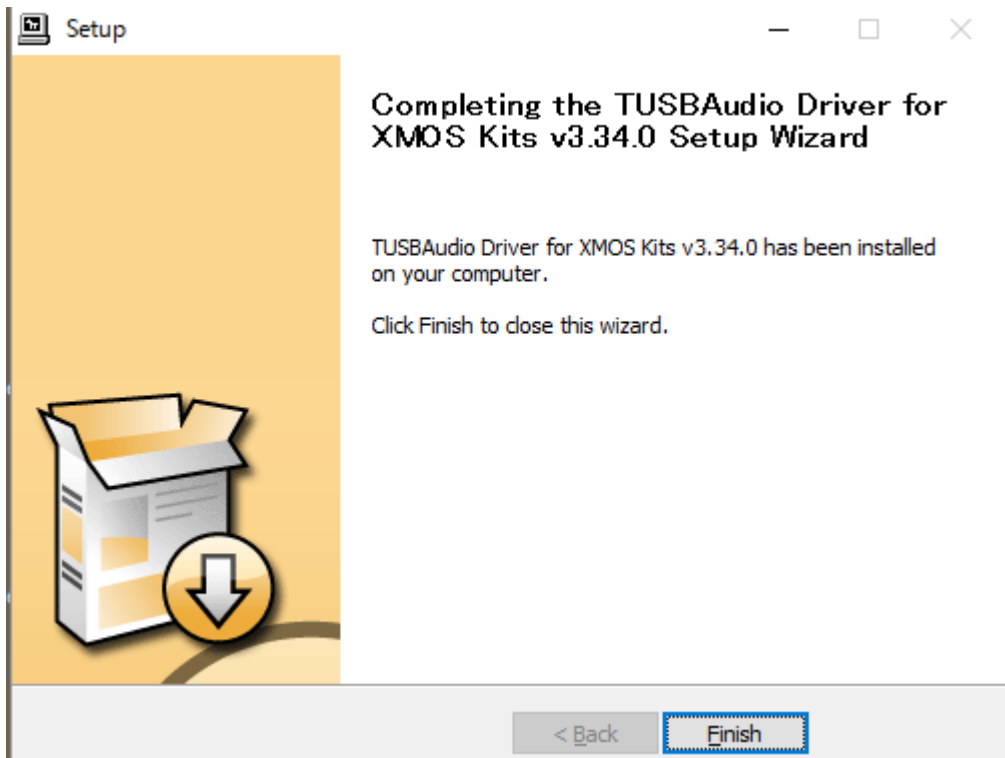 Setup
Completing the TUSBAudio Driver for
XMOS Kits v3.34.0 Setup Wizard
TUSBAudio Driver for XMOS Kits v3.34.0 has been installed
on your computer.
Click Finish to close this wizard.
< Back
Finish